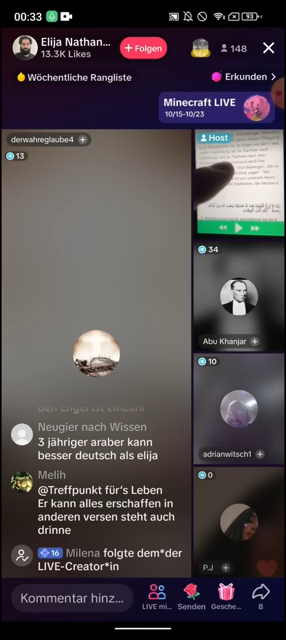 00:33
93
Elija Nathan...
13.3K Likes
+ Folgen
148
Wöchentliche Rangliste
Erkunden >
Minecraft LIVE
10/15-10/23
derwahreglaube4 +
13
Host
34
Abu Khanjar +
10
adrianwitsch1 +
0
P.J +
Neugier nach Wissen
3 jähriger araber kann
besser deutsch als elija
Melih
@Treffpunkt für's Leben
Er kann alles erschaffen in
anderen versen steht auch
drinne
16 Milena folgte dem*der
LIVE-Creator*in
Kommentar hinz...
LIVE mi...
Senden
Gesche...
8